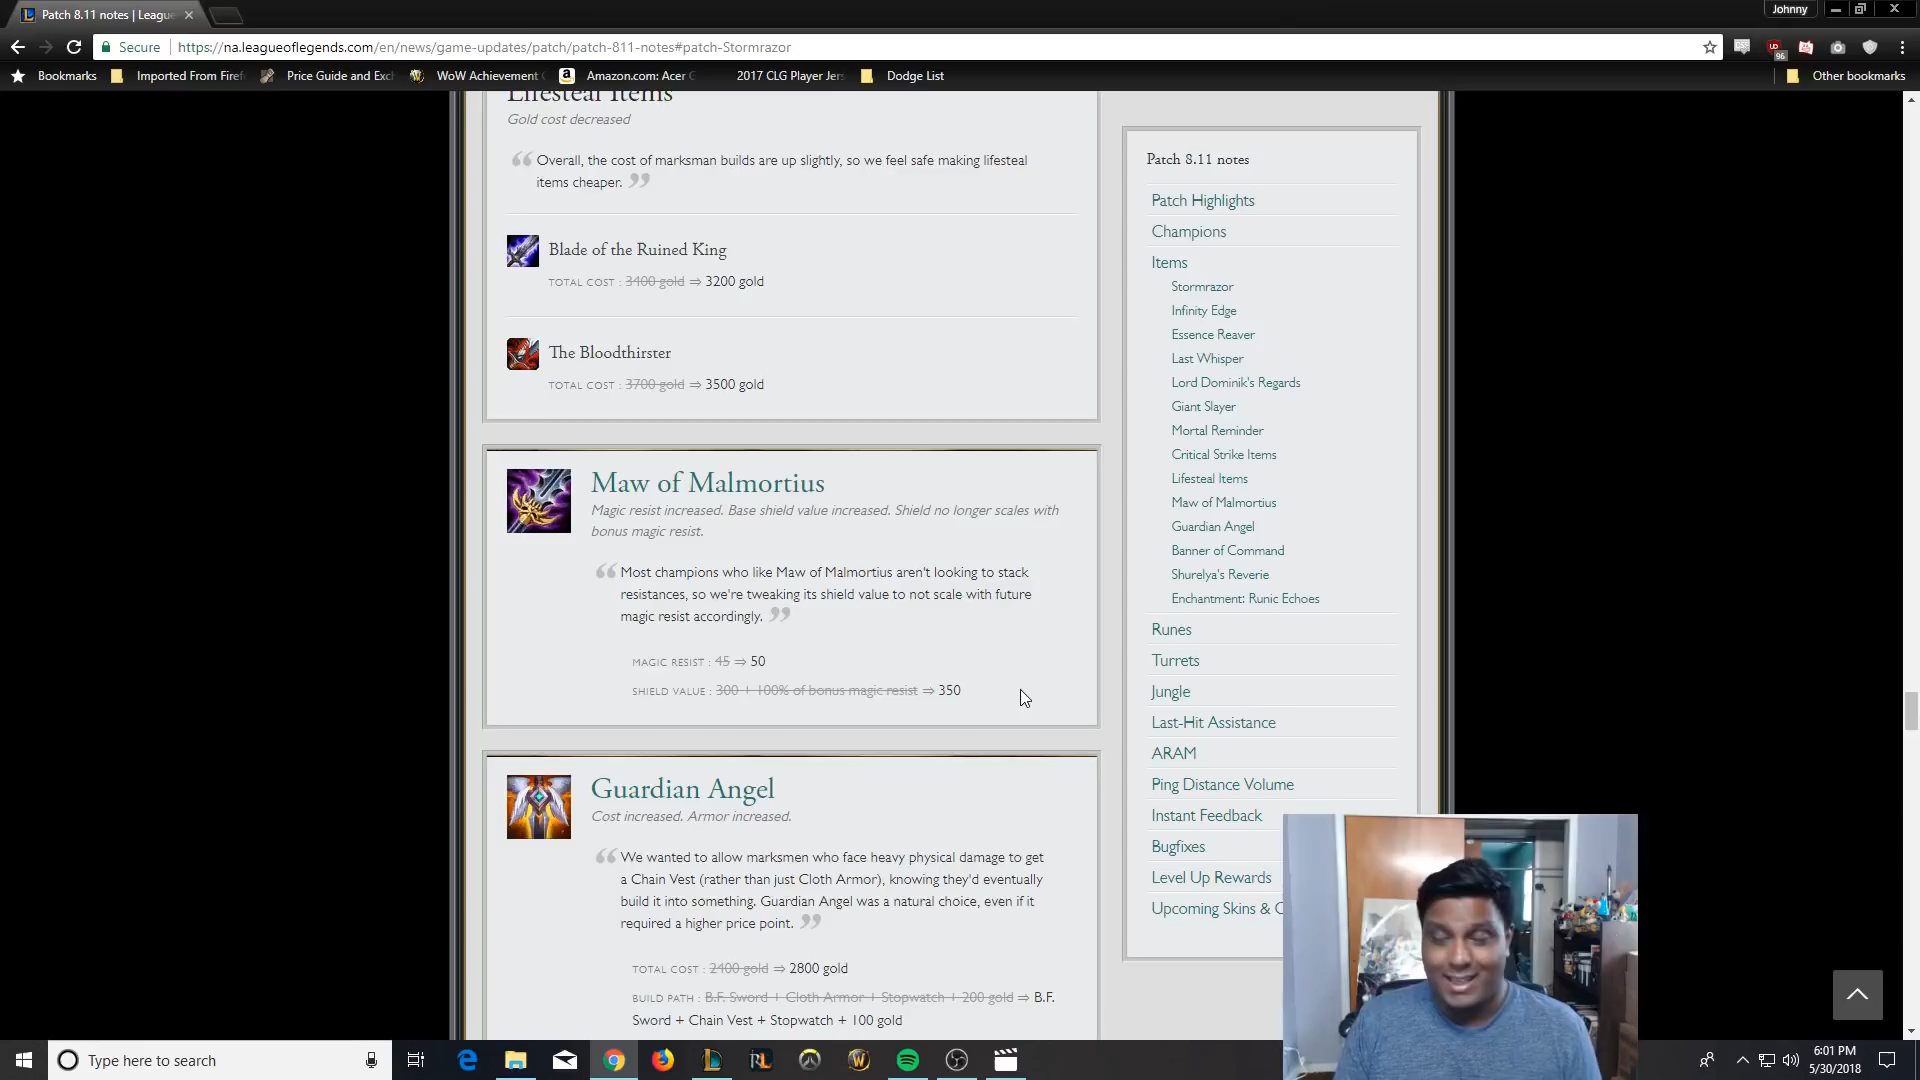 Patch 8.11 notes | League
Johnny
Secure https://na.leagueoflegends.com/en/news/game-updates/patch/patch-811-notes#patch-Stormrazor
96
Bookmarks Imported From Firef Price Guide and Exch WoW Achievement Amazon.com: Acer 2017 CLG Player Jers Dodge List Other bookmarks
Lifesteal Items
Gold cost decreased
Overall, the cost of marksman builds are up slightly, so we feel safe making lifesteal
items cheaper.
Blade of the Ruined King
TOTAL COST : 3400 gold ⇒ 3200 gold
The Bloodthirster
TOTAL COST : 3700 gold ⇒ 3500 gold
Maw of Malmortius
Magic resist increased. Base shield value increased. Shield no longer scales with
bonus magic resist.
Most champions who like Maw of Malmortius aren't looking to stack
resistances, so we're tweaking its shield value to not scale with future
magic resist accordingly.
MAGIC RESIST : 45 ⇒ 50
SHIELD VALUE : 300 + 100% of bonus magic resist ⇒ 350
Guardian Angel
Cost increased. Armor increased.
We wanted to allow marksmen who face heavy physical damage to get
a Chain Vest (rather than just Cloth Armor), knowing they'd eventually
build it into something. Guardian Angel was a natural choice, even if it
required a higher price point.
TOTAL COST : 2400 gold ⇒ 2800 gold
BUILD PATH : B.F. Sword + Cloth Armor + Stopwatch + 200 gold ⇒ B.F.
Sword + Chain Vest + Stopwatch + 100 gold
Patch 8.11 notes
Patch Highlights
Champions
Items
Stormrazor
Infinity Edge
Essence Reaver
Last Whisper
Lord Dominik's Regards
Giant Slayer
Mortal Reminder
Critical Strike Items
Lifesteal Items
Maw of Malmortius
Guardian Angel
Banner of Command
Shurelya's Reverie
Enchantment: Runic Echoes
Runes
Turrets
Jungle
Last-Hit Assistance
ARAM
Ping Distance Volume
Instant Feedback
Bugfixes
Level Up Rewards
Upcoming Skins & C
Type here to search
6:01 PM
5/30/2018